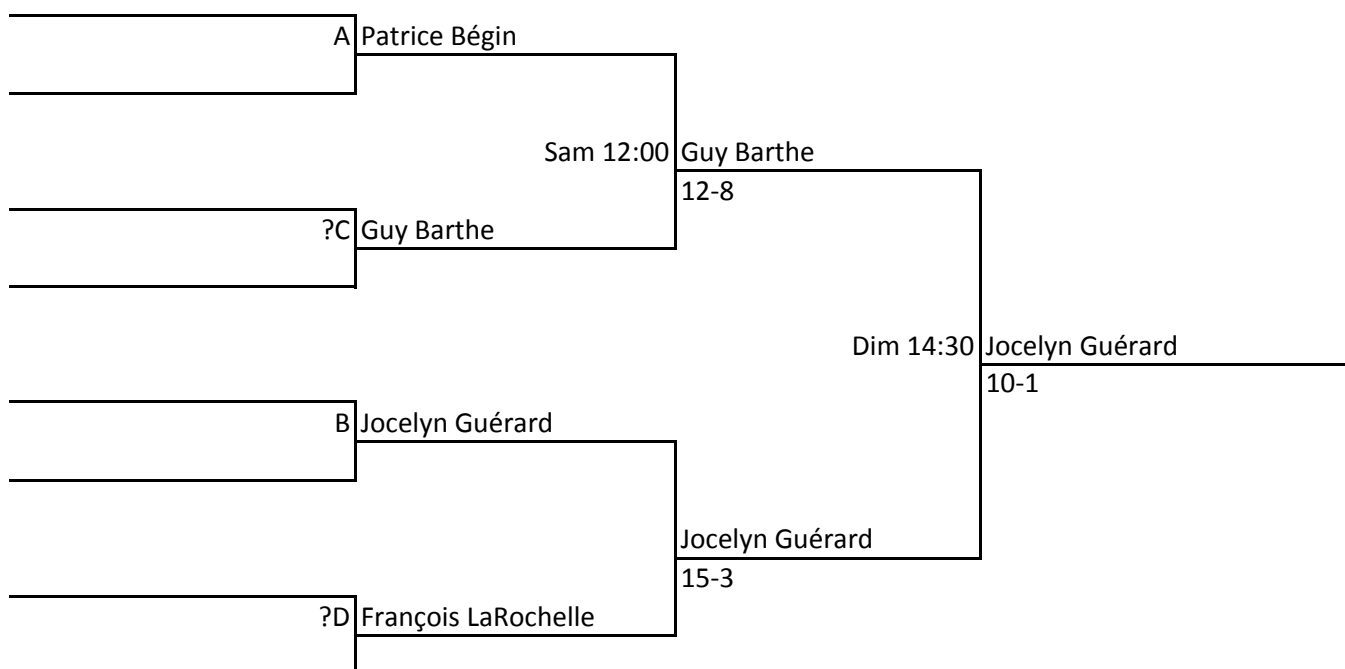 A Patrice Bégin
Sam 12:00 Guy Barthe
12-8
?C Guy Barthe
Dim 14:30 Jocelyn Guérard
10-1
B Jocelyn Guérard
Jocelyn Guérard
15-3
?D François LaRochelle